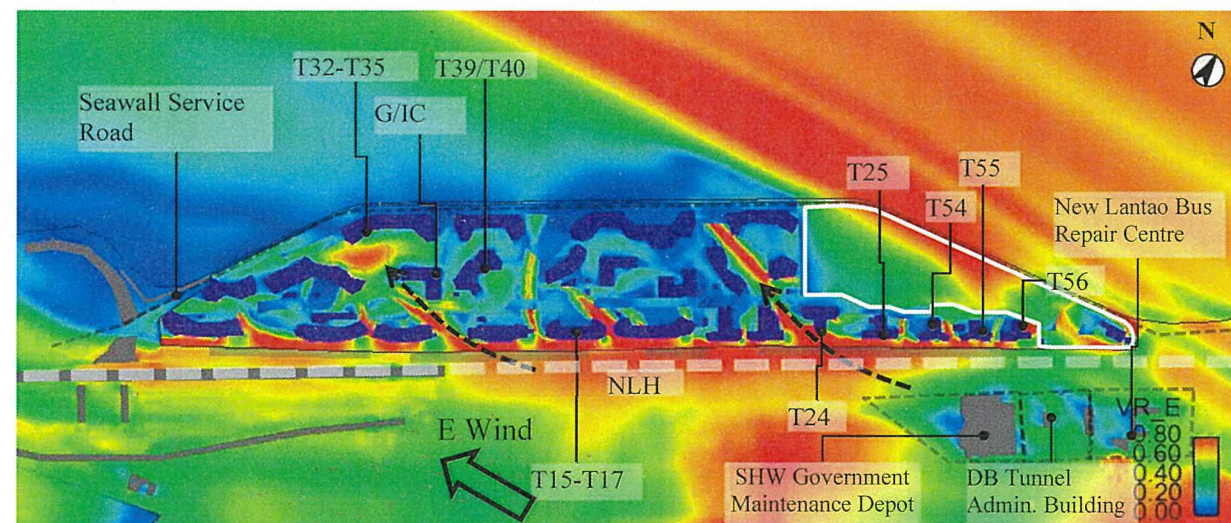 N
T32-T35
T39/T40
Seawall Service
Road
G/IC
T25
T55
T54
New Lantao Bus
Repair Centre
T56
NLH
T24
E Wind
T15-T17
SHW Government
Maintenance Depot
DB Tunnel
Admin. Building
VR_E
0.80
0.60
0.40
0.20
0.00